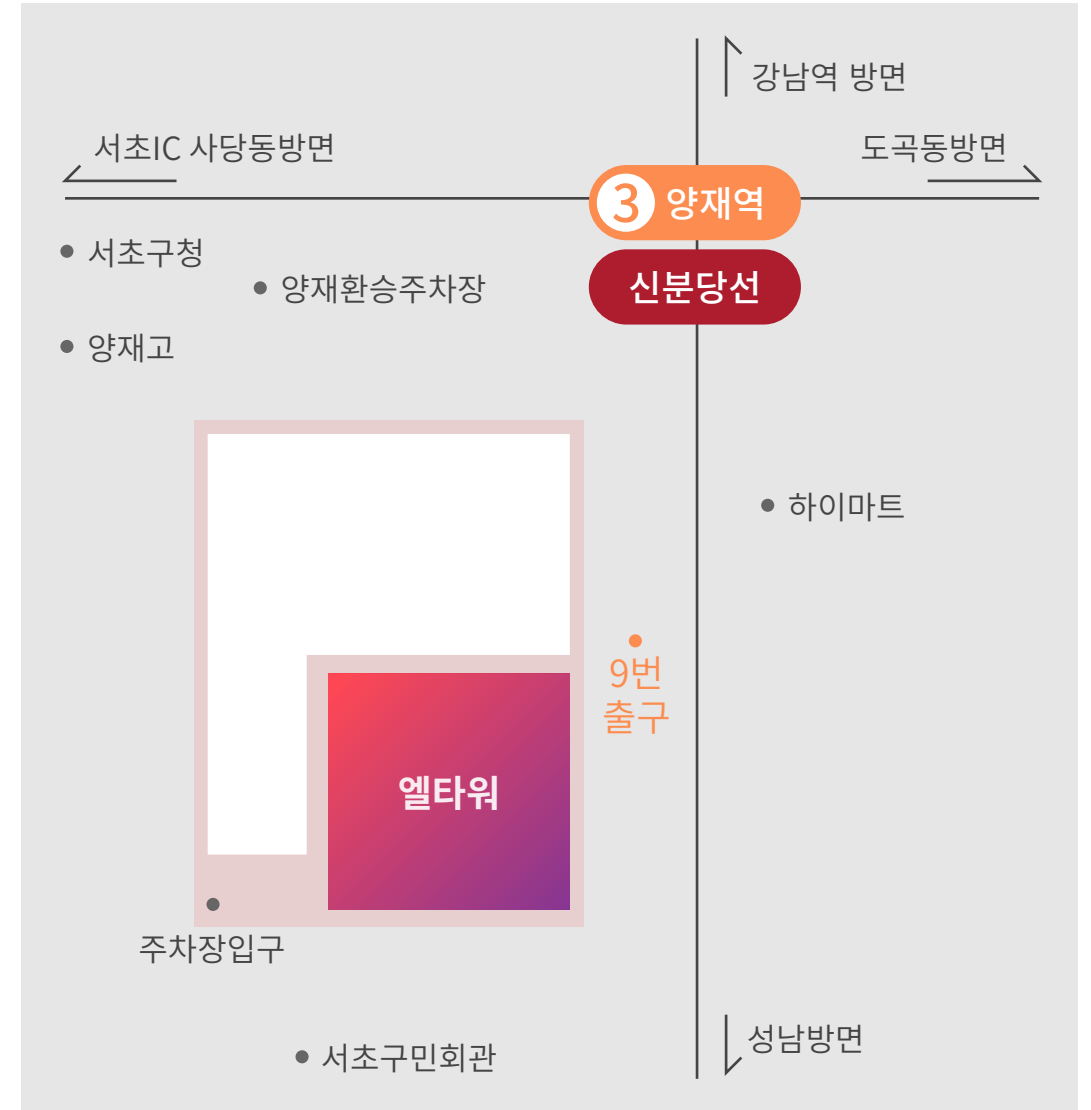 강남역 방면
서초IC 사당동방면
도곡동방면
3 양재역
신분당선
서초구청
양재환승주차장
양재고
하이마트
9번
출구
엘타워
주차장입구
성남방면
서초구민회관